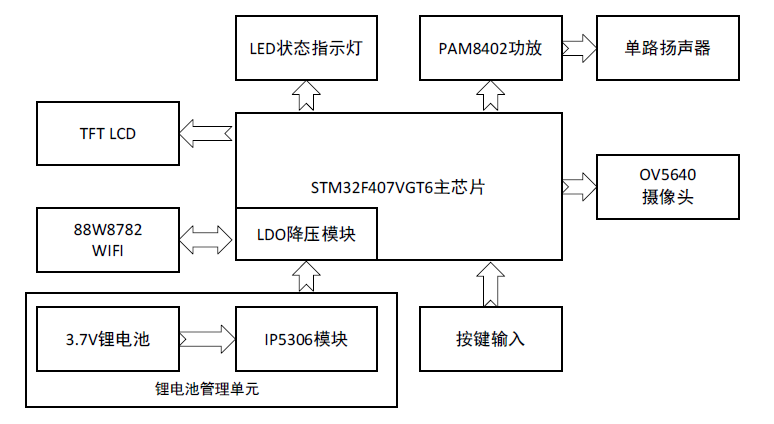 LED状态指示灯
PAM8402功放
单路扬声器
TFT LCD
STM32F407VGT6主芯片
OV5640
摄像头
88W8782
WIFI
LDO降压模块
3.7V锂电池
IP5306模块
按键输入
锂电池管理单元